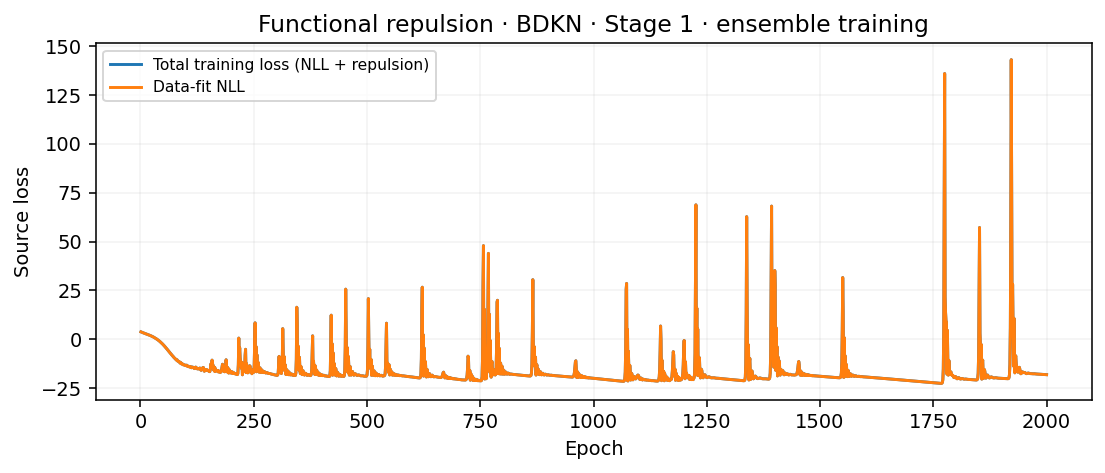 Functional repulsion · BDKN · Stage 1 · ensemble training
Total training loss (NLL + repulsion)
Data-fit NLL
Source loss
150
125
100
75
50
25
0
−25
0 250 500 750 1000 1250 1500 1750 2000
Epoch